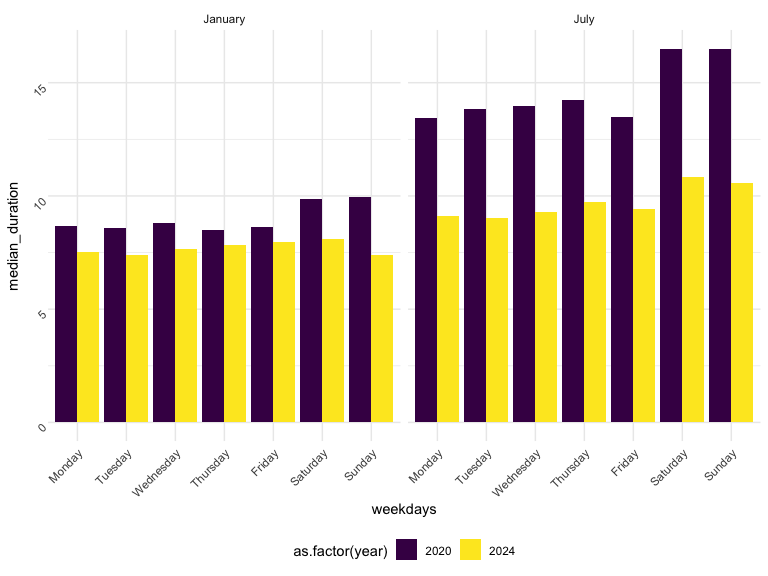 January July
median_duration
15
10
5
0
Monday Tuesday Wednesday Thursday Friday Saturday Sunday Monday Tuesday Wednesday Thursday Friday Saturday Sunday
weekdays
as.factor(year) 2020 2024